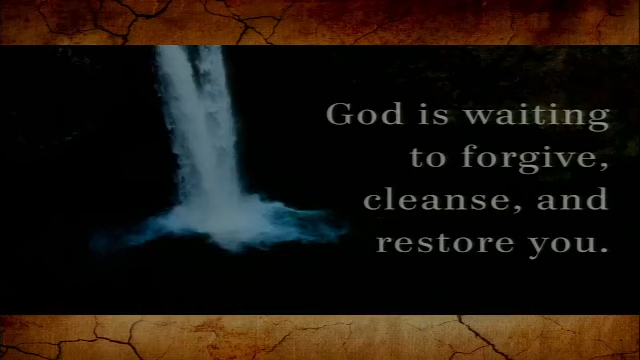 God is waiting
to forgive,
cleanse, and
restore you.